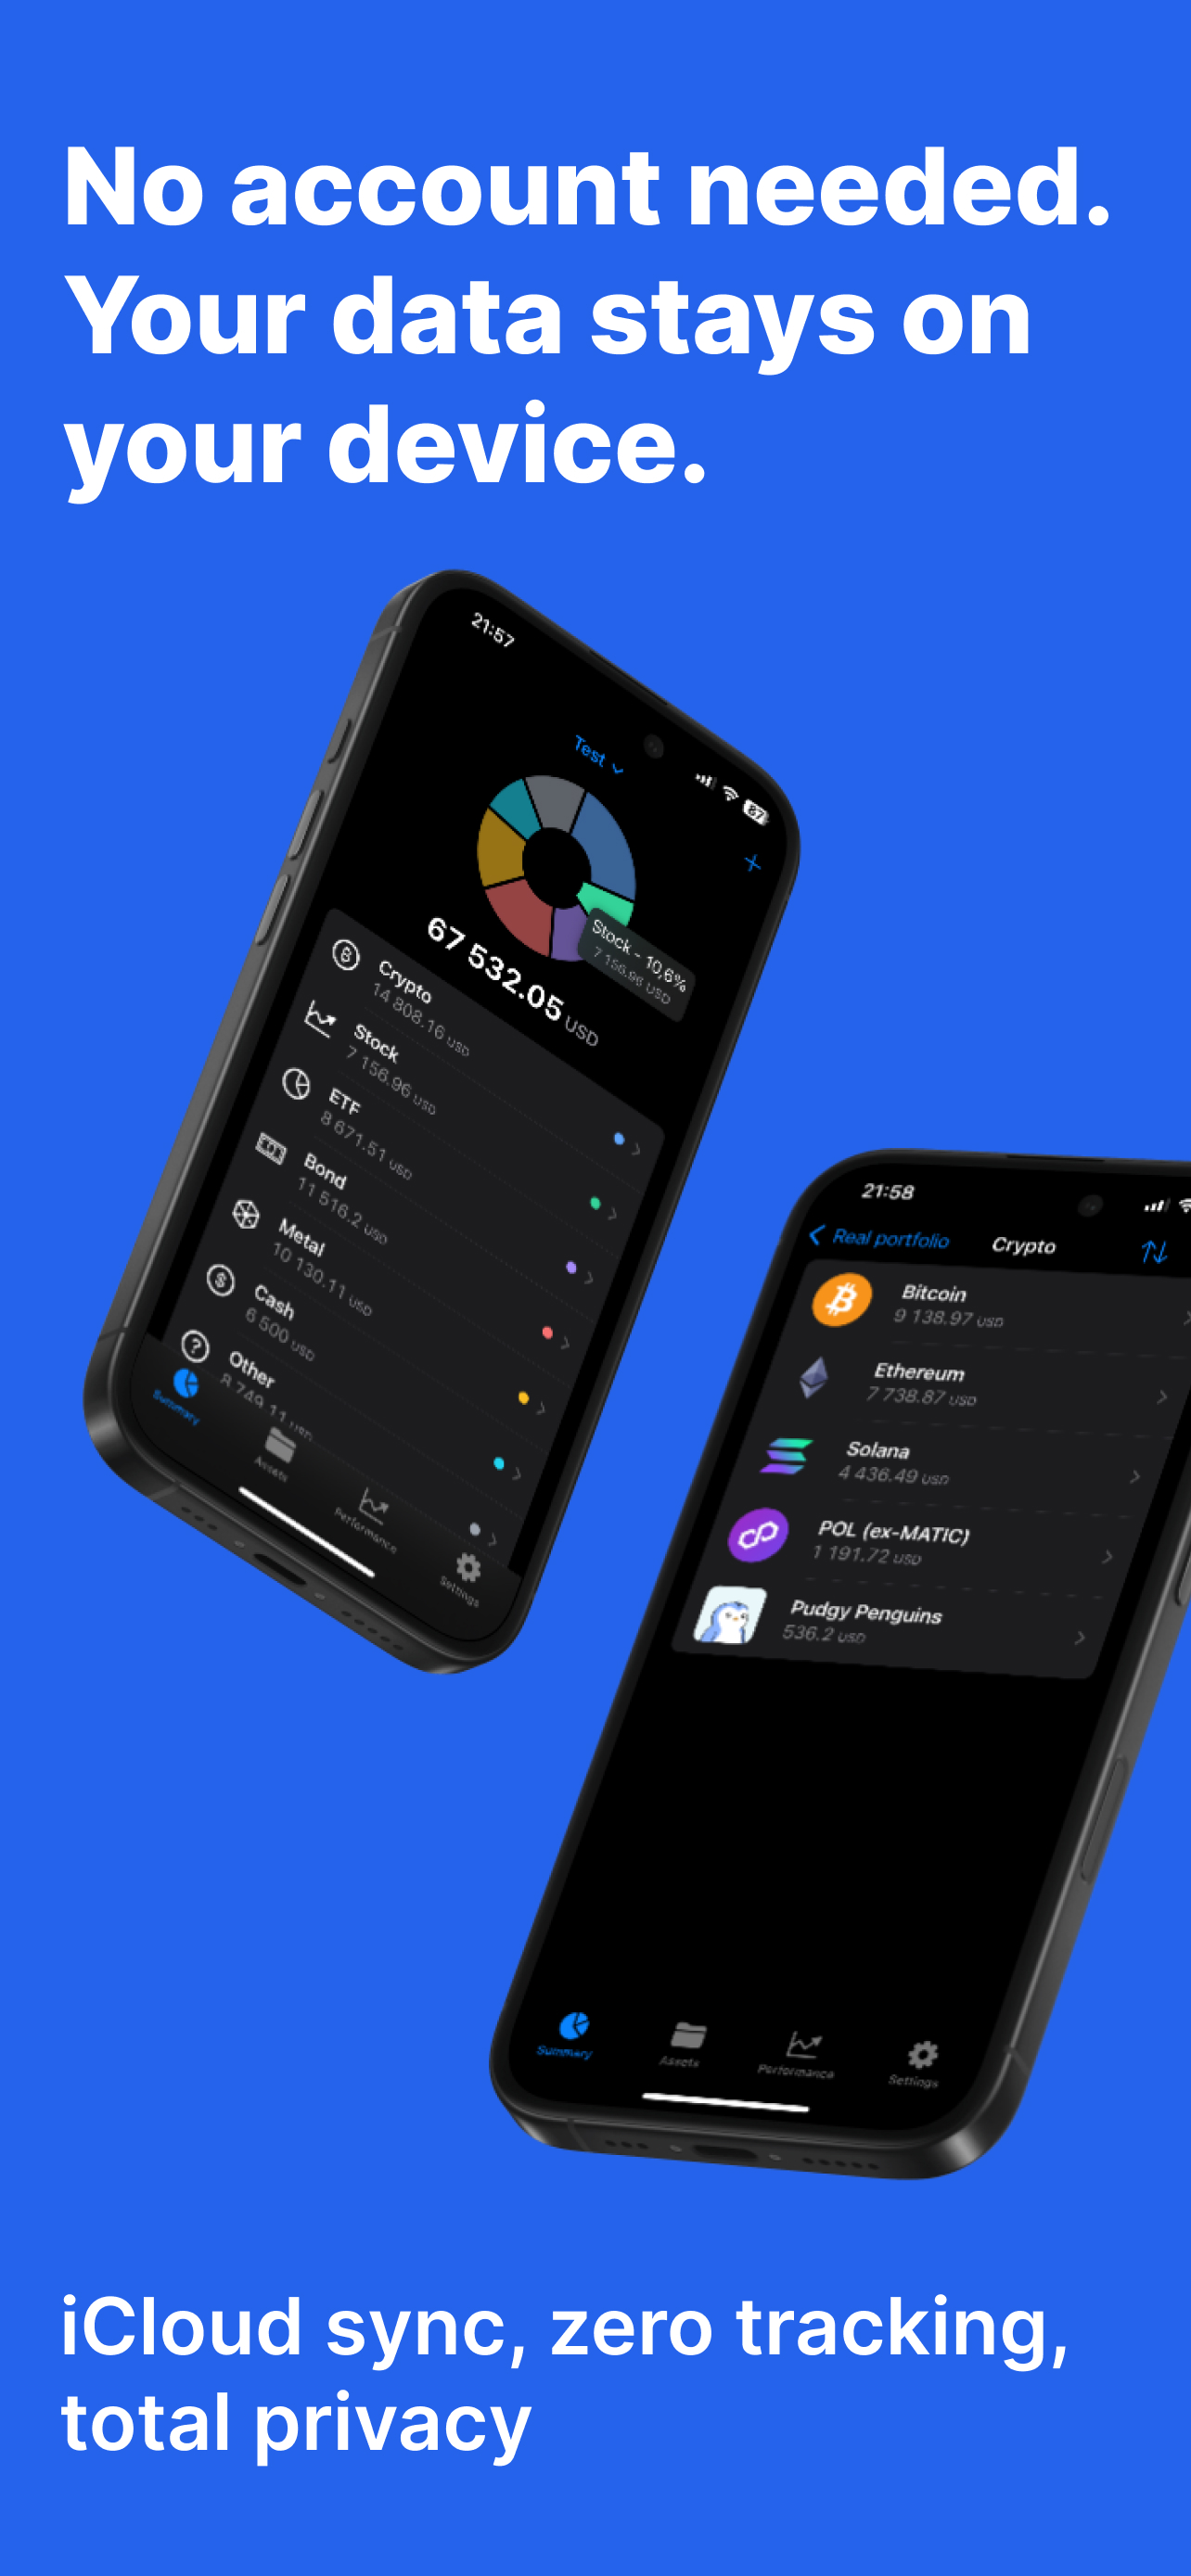 No account needed.
Your data stays on
your device.
21:57
Test
87
Stock - 10,6%
7 156.96 USD
67 532.05 USD
Crypto
14 808.16 USD
Stock
7 156.96 USD
ETF
8 671.51 USD
Bond
11 516.2 USD
Metal
10 130.11 USD
Cash
6 500 USD
Other
8 749.11 USD
Summary
Assets
Performance
Settings
21:58
Real portfolio
Crypto
Bitcoin
9 138.97 USD
Ethereum
7 738.87 USD
Solana
4 436.49 USD
POL (ex-MATIC)
1 191.72 USD
Pudgy Penguins
536.2 USD
Summary
Assets
Performance
Settings
iCloud sync, zero tracking,
total privacy